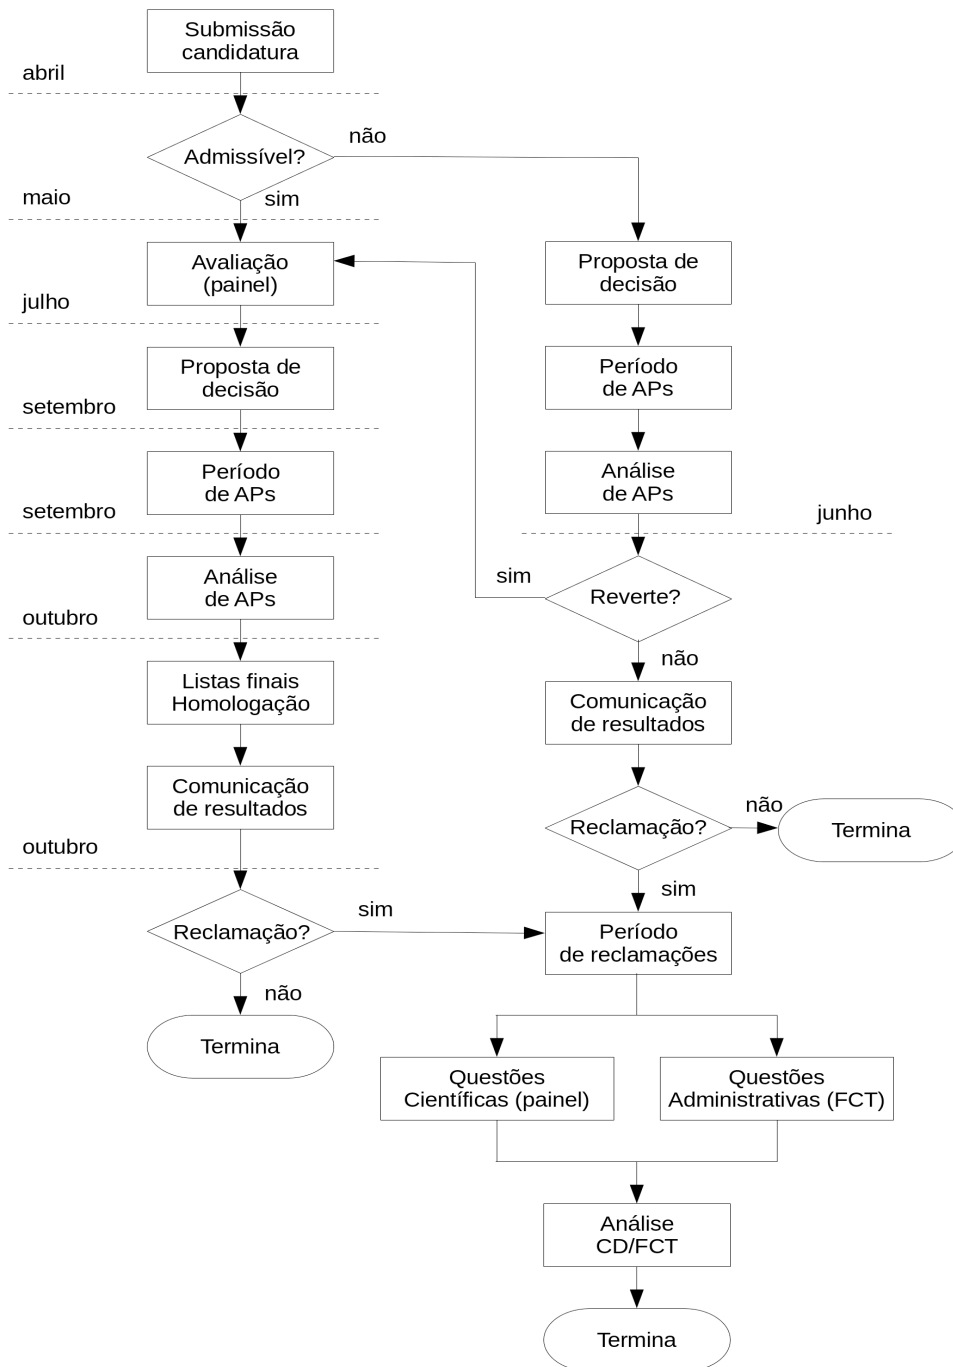 Submissão
candidatura
abril
não
Admissível?
maio
sim
Avaliação
(painel)
Proposta de
decisão
julho
Proposta de
decisão
Período
de APs
setembro
Período
de APs
Análise
de APs
setembro
junho
Análise
de APs
sim
Reverte?
outubro
não
Listas finais
Homologação
Comunicação
de resultados
Comunicação
de resultados
não
Reclamação?
Termina
outubro
sim
sim
Reclamação?
Período
de reclamações
não
Termina
Questões
Científicas (painel)
Questões
Administrativas (FCT)
Análise
CD/FCT
Termina